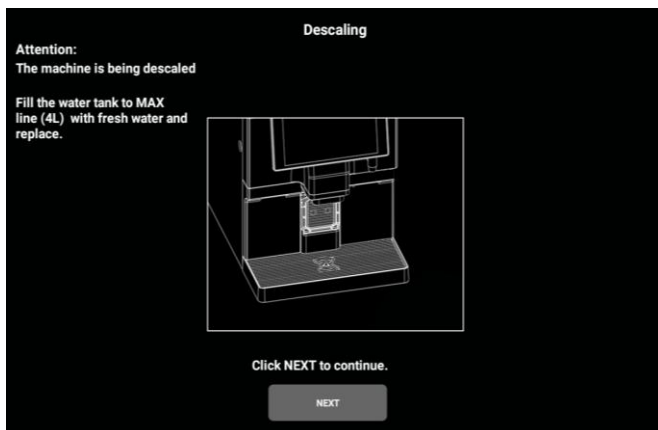 Descaling
Attention:
The machine is being descaled
Fill the water tank to MAX
line (4L) with fresh water and
replace.
Click NEXT to continue.
NEXT